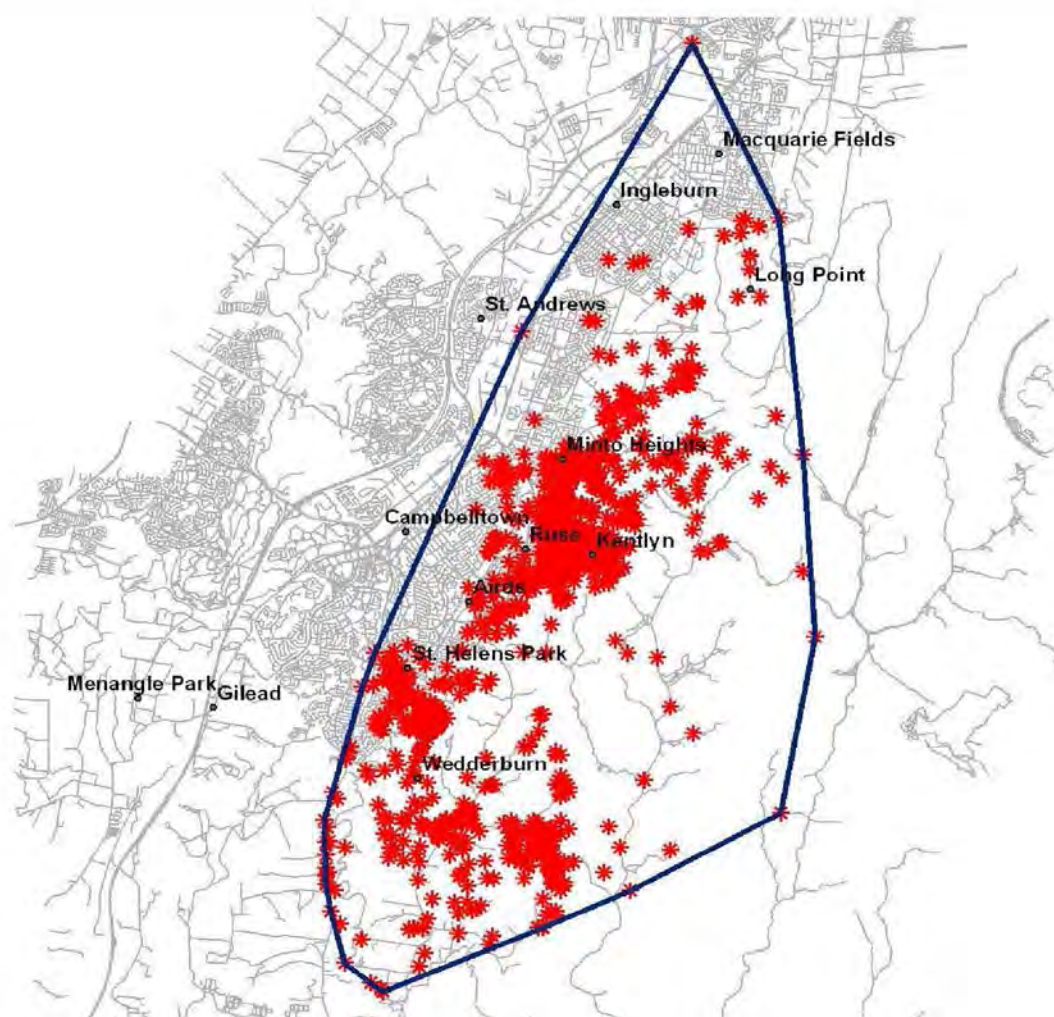 Macquarie Fields
Ingleburn
Long Point
St. Andrews
Minto Heights
Campbelltown
Ruse
Kentlyn
Airds
St. Helens Park
Menangle Park
Gilead
Wedderburn